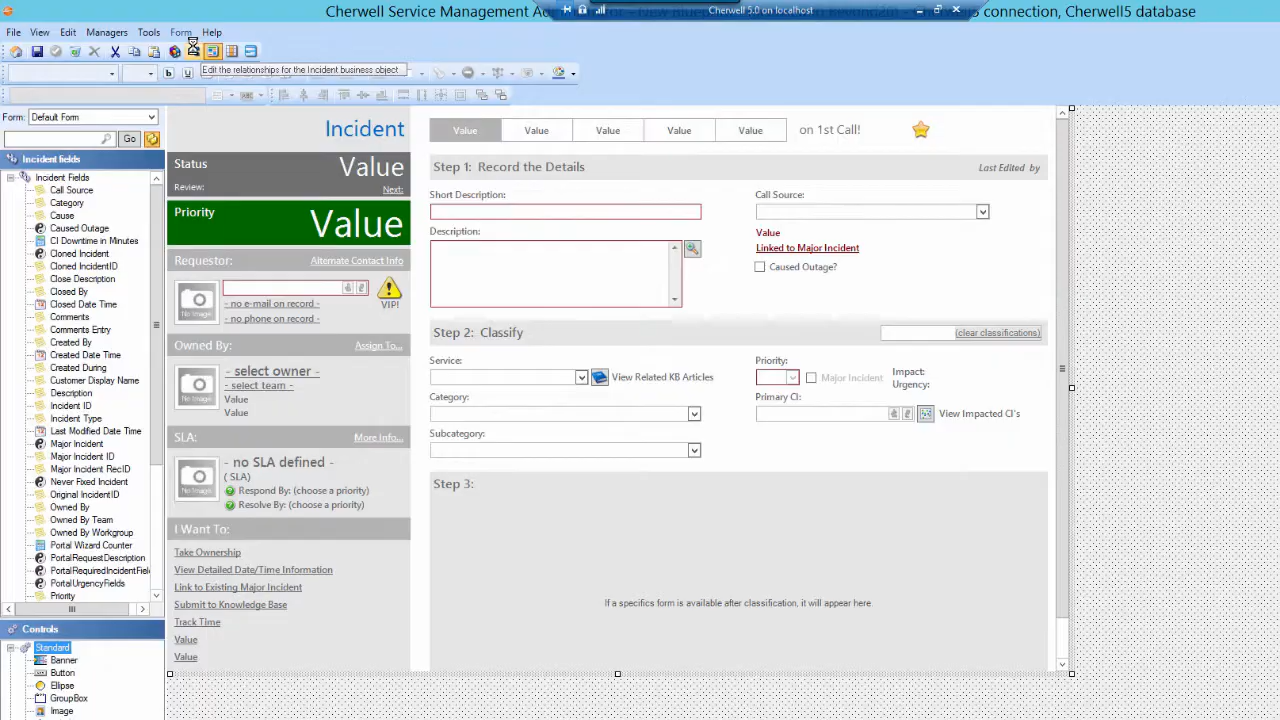 Cherwell Service Management Ad
Cherwell 5.0 on localhost
connection, Cherwell5 database
File View Edit Managers Tools Form Help
Edit the relationships for the Incident business object
Form: Default Form
Go
Incident fields
Incident Fields
Call Source
Category
Cause
Caused Outage
CI Downtime in Minutes
Cloned Incident
Cloned IncidentID
Close Description
Closed By
Closed Date Time
Comments
Comments Entry
Created By
Created Date Time
Created During
Customer Display Name
Description
Incident ID
Incident Type
Last Modified Date Time
Major Incident
Major Incident ID
Major Incident RecID
Never Fixed Incident
Original IncidentID
Owned By
Owned By Team
Owned By Workgroup
Portal Wizard Counter
PortalRequestDescription
PortalRequiredIncidentFiel
PortalUrgencyFields
Priority
Controls
Standard
Banner
Button
Ellipse
GroupBox
Image
Incident
Status Value
Review: Next:
Priority Value
Requestor: Alternate Contact Info
No Image
- no e-mail on record -
- no phone on record -
VIP!
Owned By: Assign To...
No Image
- select owner -
- select team -
Value
Value
SLA: More Info...
No Image
- no SLA defined -
( SLA)
Respond By: (choose a priority)
Resolve By: (choose a priority)
I Want To:
Take Ownership
View Detailed Date/Time Information
Link to Existing Major Incident
Submit to Knowledge Base
Track Time
Value
Value
Value Value Value Value Value on 1st Call!
Step 1: Record the Details Last Edited by
Short Description: Call Source:
Description: Value
Linked to Major Incident
Caused Outage?
Step 2: Classify (clear classifications)
Service: Priority:
View Related KB Articles Major Incident Impact:
Urgency:
Category: Primary CI:
View Impacted CI's
Subcategory:
Step 3:
If a specifics form is available after classification, it will appear here.